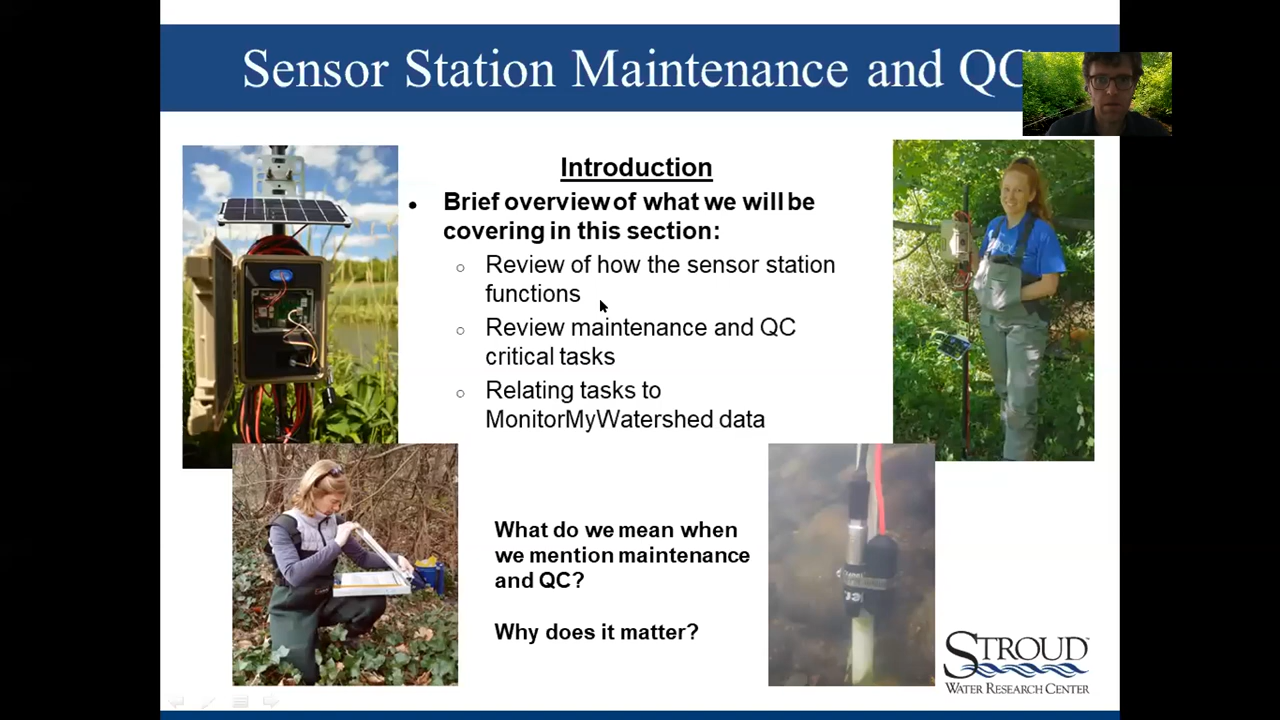 Sensor Station Maintenance and QC
Introduction
• Brief overview of what we will be
covering in this section:
○ Review of how the sensor station
functions
○ Review maintenance and QC
critical tasks
○ Relating tasks to
MonitorMyWatershed data
What do we mean when
we mention maintenance
and QC?
Why does it matter?
STROUD
WATER RESEARCH CENTER